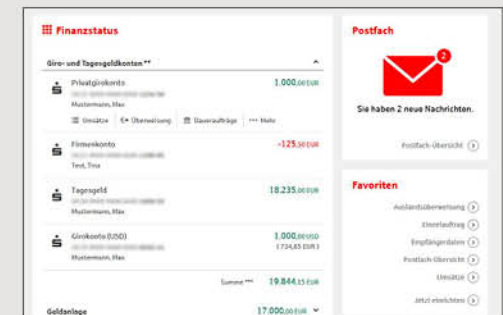 Finanzstatus
Giro- und Tagesgeldkonten **
Privatgirokonto 1.000,00 EUR
Mustermann, Max
Umsätze Überweisung Daueraufträge Mehr
Firmenkonto -125,50 EUR
Test, Tina
Tagesgeld 18.235,00 EUR
Mustermann, Max
Girokonto (USD) 1.000,00 USD
(724,65 EUR)
Mustermann, Max
Summe *** 19.844,15 EUR
Geldanlage 17.000,00 EUR
Postfach
2
Sie haben 2 neue Nachrichten.
Postfach-Übersicht
Favoriten
Auslandsüberweisung
Einzelauftrag
Empfängerdaten
Postfach-Übersicht
Umsätze
Jetzt einrichten